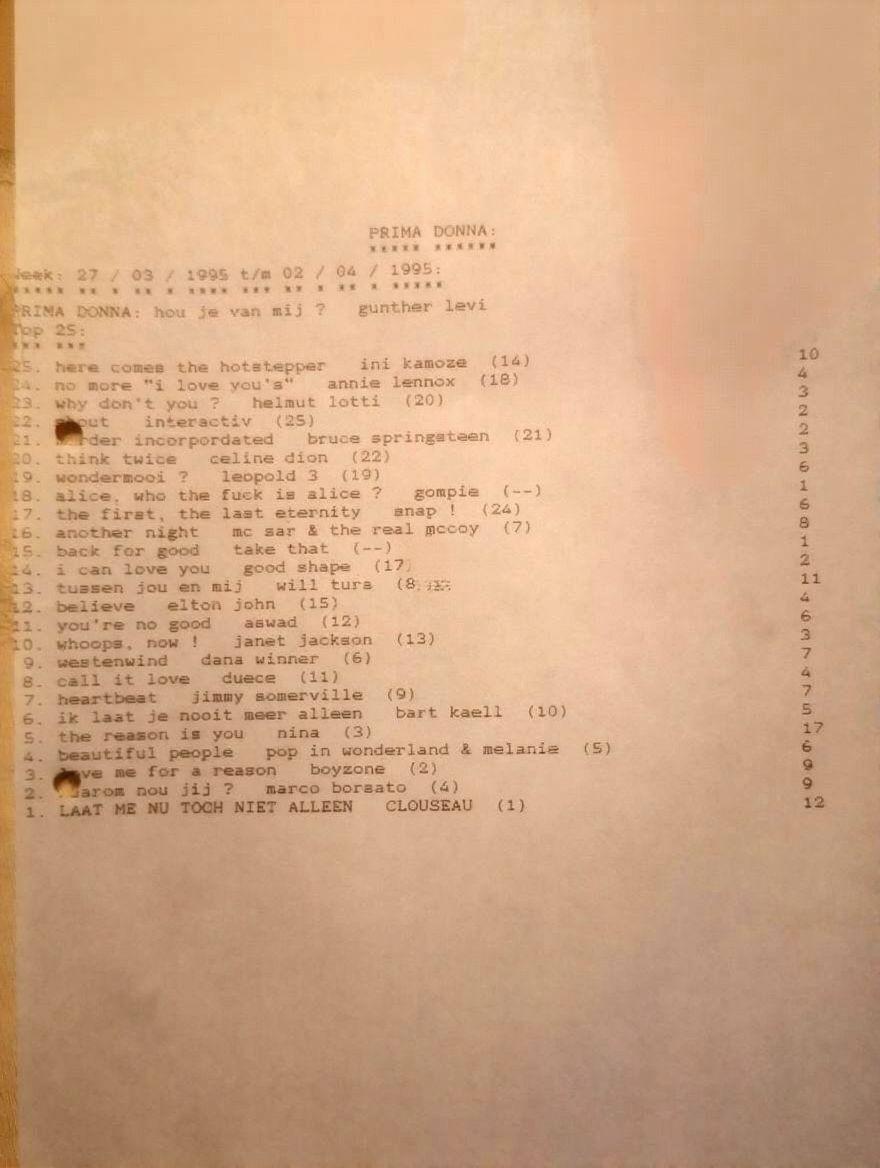 PRIMA DONNA:
***** ******
Week: 27 / 03 / 1995 t/m 02 / 04 / 1995:
***** ** * ** * **** *** ** * ** * *****
PRIMA DONNA: hou je van mij ? gunther levi
Top 25:
*** ***
25. here comes the hotstepper ini kamoze (14) 10
24. no more "i love you's" annie lennox (18) 4
23. why don't you ? helmut lotti (20) 3
22. out interactiv (25) 2
21. rder incorpordated bruce springsteen (21) 2
20. think twice celine dion (22) 3
19. wondermooi ? leopold 3 (19) 6
18. alice, who the fuck is alice ? gompie (--) 1
17. the first, the last eternity snap ! (24) 6
16. another night mc sar & the real mccoy (7) 8
15. back for good take that (--) 1
14. i can love you good shape (17) 2
13. tussen jou en mij will tura (8) 11
12. believe elton john (15) 4
11. you're no good aswad (12) 6
10. whoops, now ! janet jackson (13) 3
9. westenwind dana winner (6) 7
8. call it love duece (11) 4
7. heartbeat jimmy somerville (9) 7
6. ik laat je nooit meer alleen bart kaell (10) 5
5. the reason is you nina (3) 17
4. beautiful people pop in wonderland & melanie (5) 6
3. ve me for a reason boyzone (2) 9
2. arom nou jij ? marco borsato (4) 9
1. LAAT ME NU TOCH NIET ALLEEN CLOUSEAU (1) 12